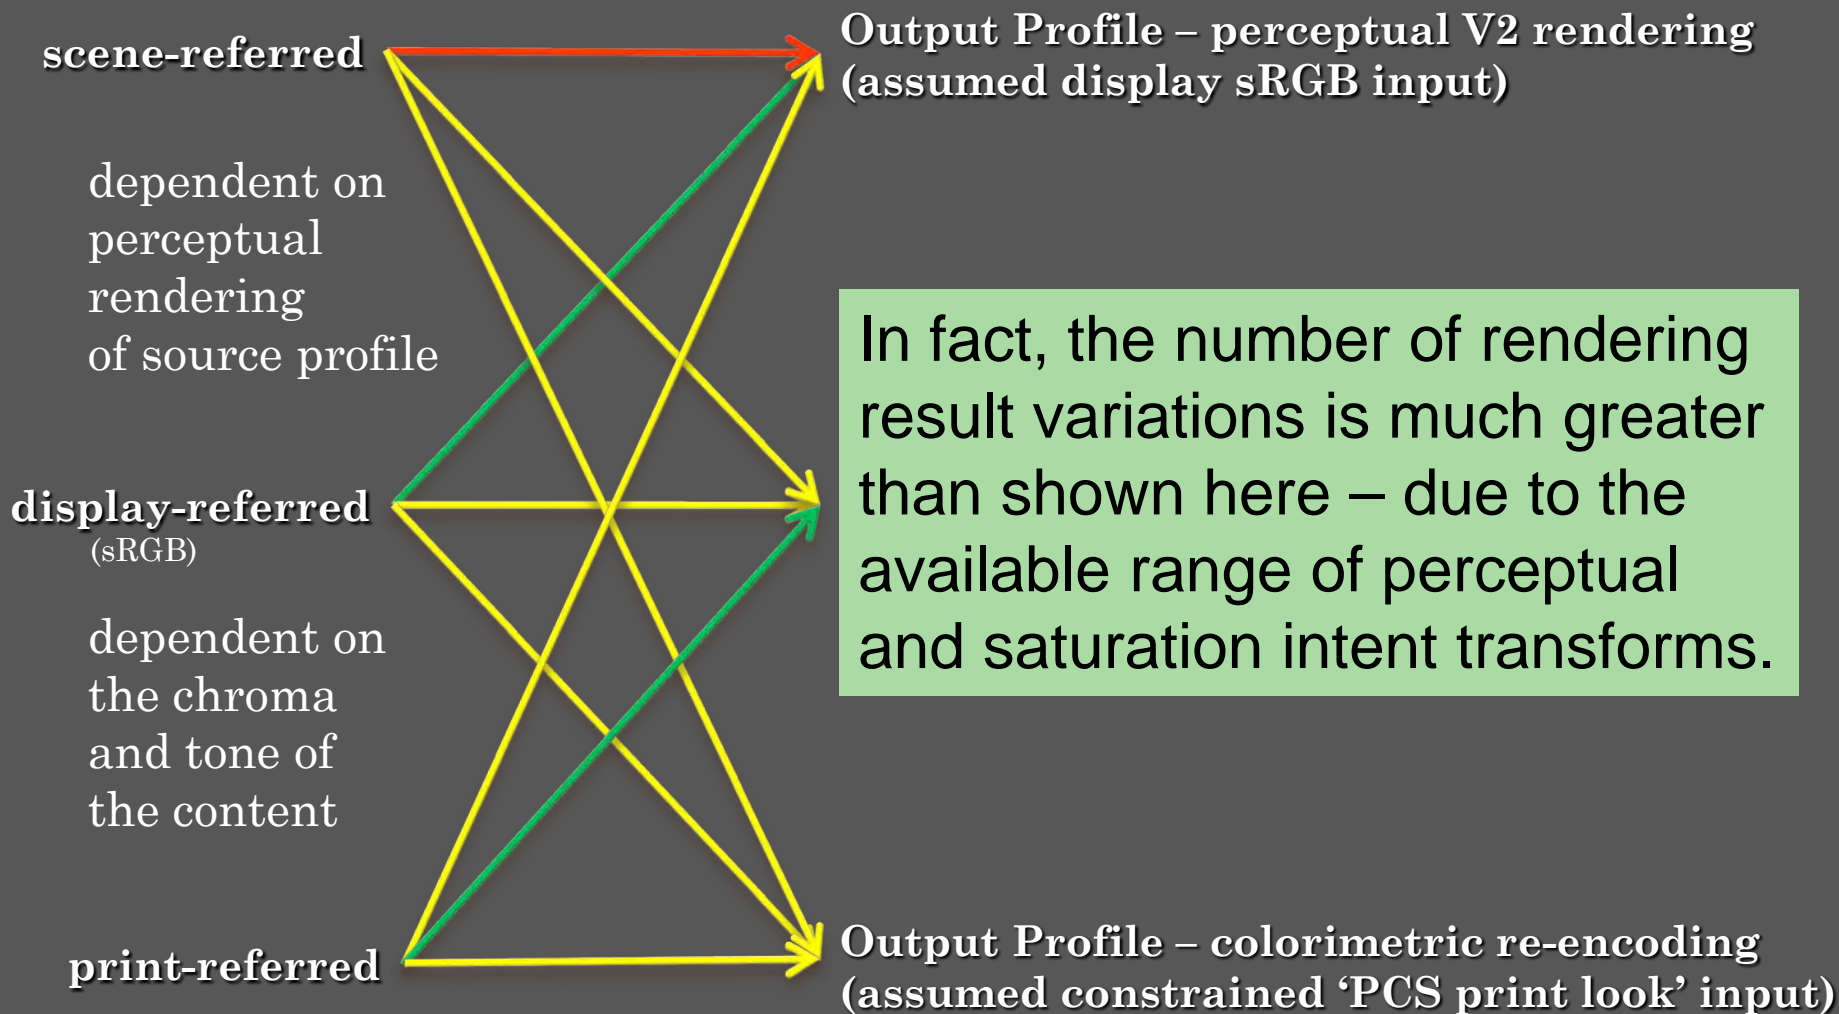 scene-referred
Output Profile – perceptual V2 rendering
(assumed display sRGB input)
dependent on
perceptual
rendering
of source profile
In fact, the number of rendering
result variations is much greater
than shown here – due to the
available range of perceptual
and saturation intent transforms.
display-referred
(sRGB)
dependent on
the chroma
and tone of
the content
print-referred
Output Profile – colorimetric re-encoding
(assumed constrained ‘PCS print look’ input)